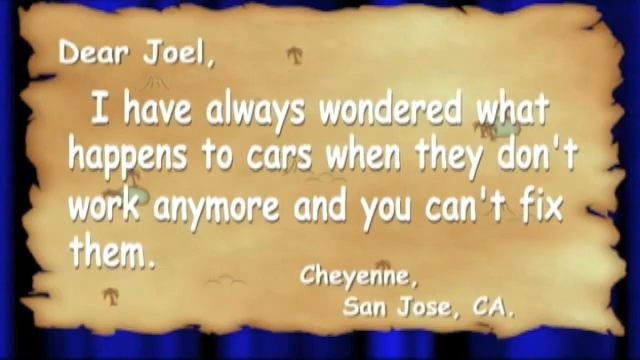 Dear Joel,
I have always wondered what
happens to cars when they don't
work anymore and you can't fix
them.
Cheyenne,
San Jose, CA.